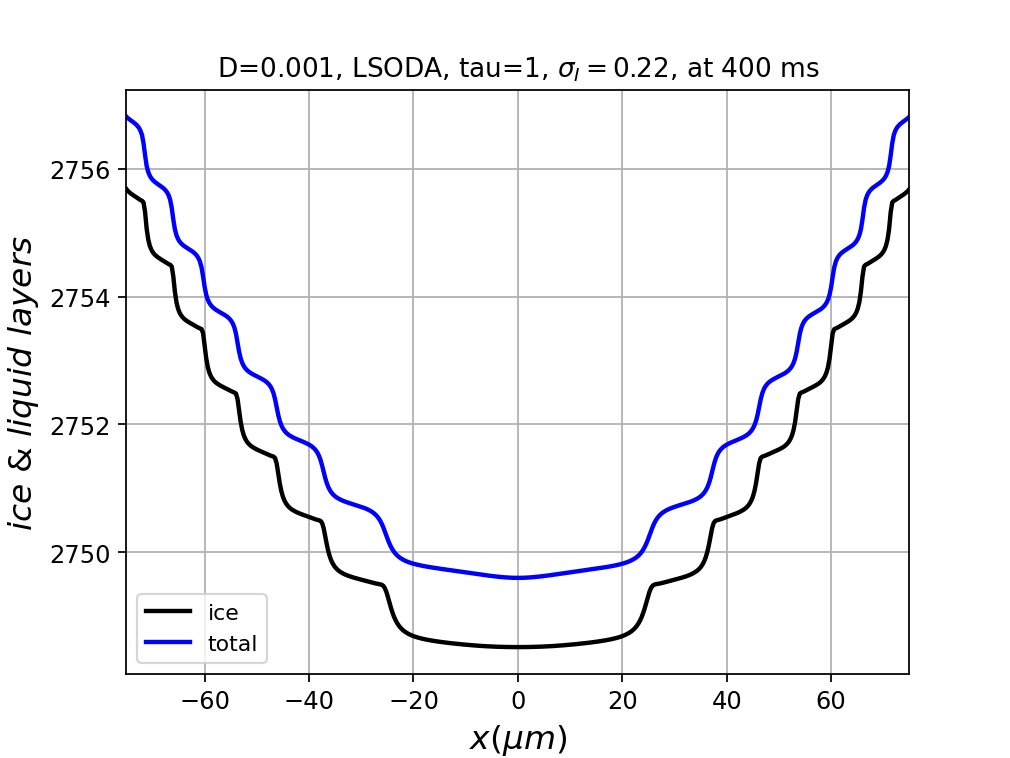 D=0.001, LSODA, tau=1, σ_I = 0.22, at 400 ms
ice & liquid layers
2756
2754
2752
2750
ice
total
−60 −40 −20 0 20 40 60
x(μm)